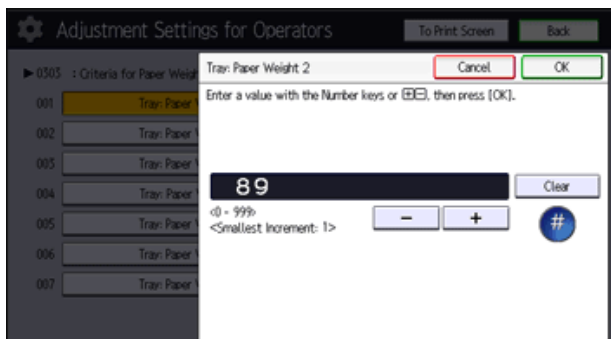 Adjustment Settings for Operators
To Print Screen
Back
►0303 : Criteria for Paper Weigh
Tray: Paper Weight 2
Cancel
OK
Enter a value with the Number keys or ⊞⊟, then press [OK].
001 Tray: Paper
002 Tray: Paper
003 Tray: Paper
004 Tray: Paper
005 Tray: Paper
006 Tray: Paper
007 Tray: Paper
89
Clear
<0 - 999>
<Smallest Increment: 1>
−
+
#